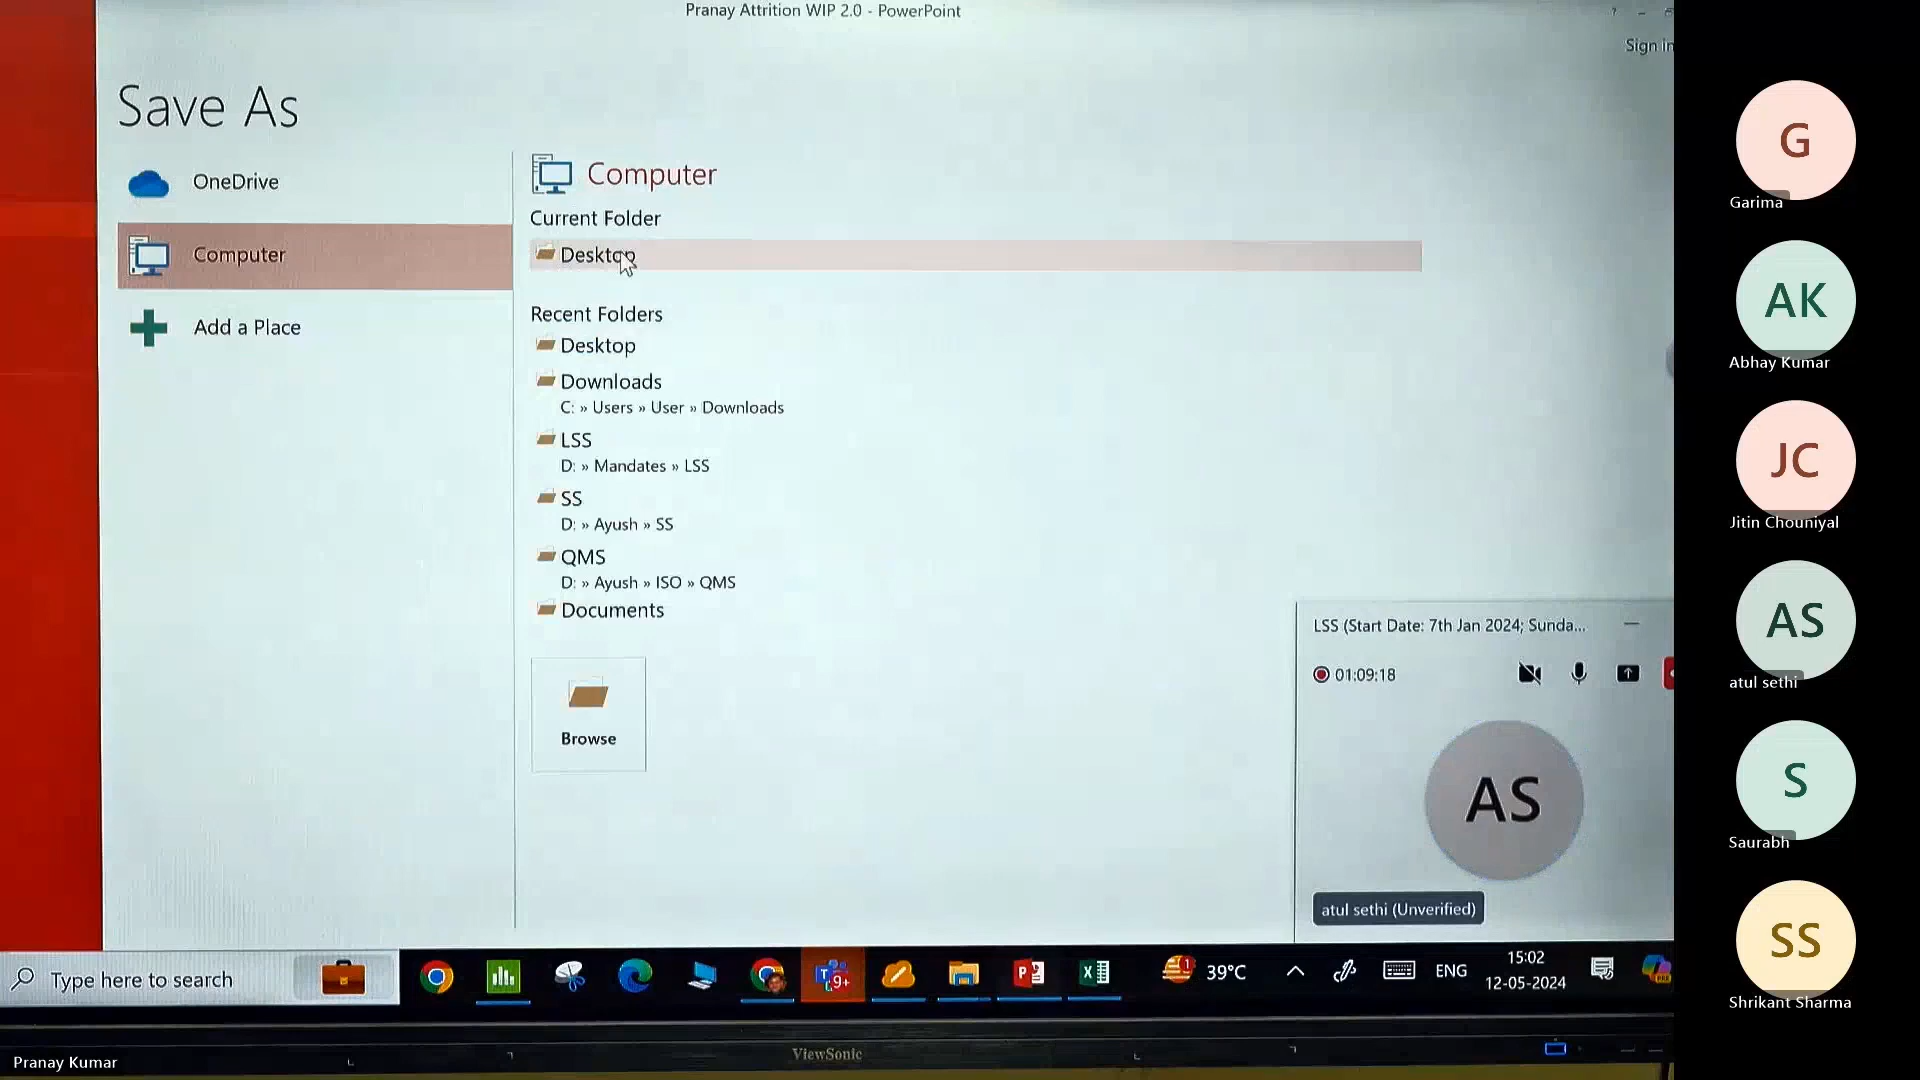 Pranay Attrition WIP 2.0 - PowerPoint
?
Sign in
Save As
OneDrive
Computer
Add a Place
Computer
Current Folder
Desktop
Recent Folders
Desktop
Downloads
C: » Users » User » Downloads
LSS
D: » Mandates » LSS
SS
D: » Ayush » SS
QMS
D: » Ayush » ISO » QMS
Documents
Browse
LSS (Start Date: 7th Jan 2024; Sunda...
01:09:18
AS
atul sethi (Unverified)
Type here to search
9+
1
39°C
ENG
15:02
12-05-2024
ViewSonic
Pranay Kumar
G
Garima
AK
Abhay Kumar
JC
Jitin Chouniyal
AS
atul sethi
S
Saurabh
SS
Shrikant Sharma